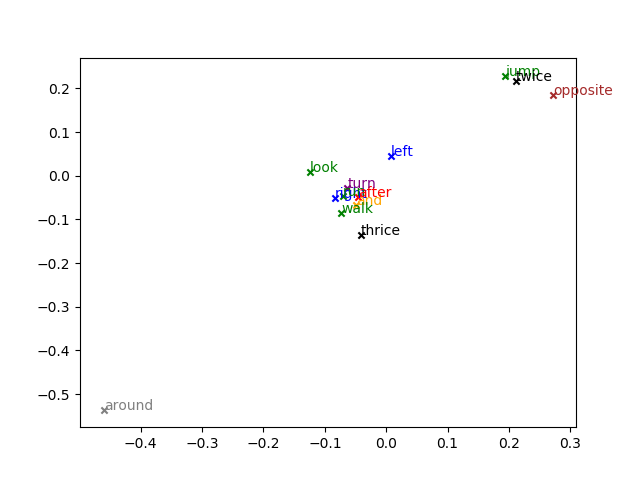 jump
twice
opposite
left
look
turn
run
right
after
and
walk
thrice
around
0.2
0.1
0.0
−0.1
−0.2
−0.3
−0.4
−0.5
−0.4 −0.3 −0.2 −0.1 0.0 0.1 0.2 0.3